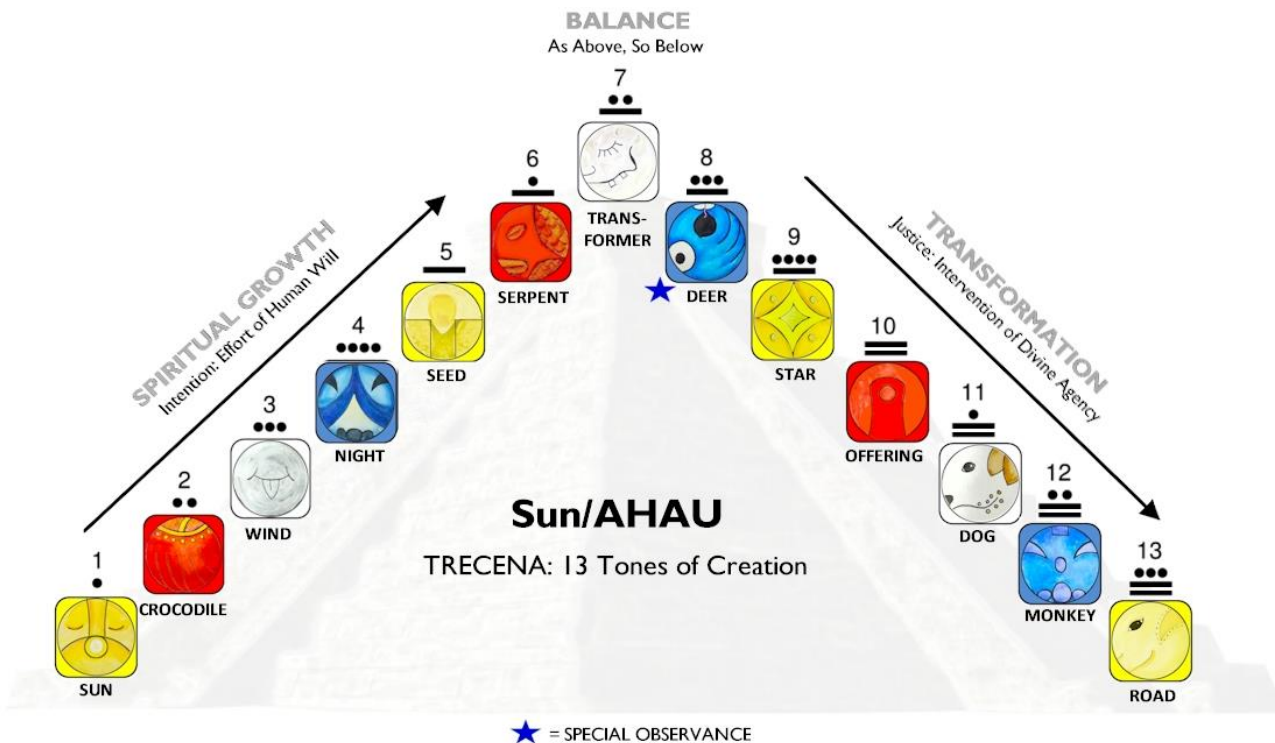 BALANCE
As Above, So Below
7
6
8
TRANS-
FORMER
5
SERPENT
DEER
9
SPIRITUAL GROWTH
Intention: Effort of Human Will
TRANSFORMATION
Justice: Intervention of Divine Agency
4
SEED
STAR
10
3
NIGHT
OFFERING
11
2
WIND
DOG
12
Sun/AHAU
TRECENA: 13 Tones of Creation
1
CROCODILE
MONKEY
13
SUN
ROAD
★ = SPECIAL OBSERVANCE